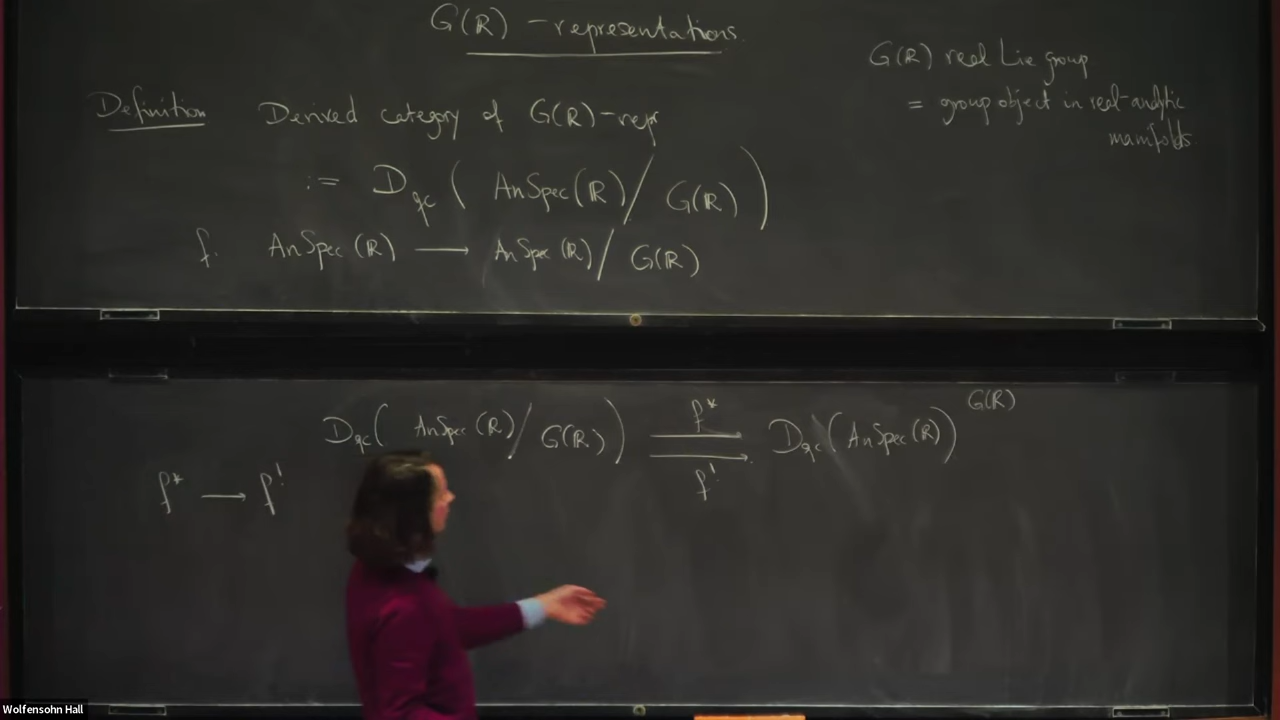 G(ℝ) - representations.
G(ℝ) real Lie group
= group object in real-analytic
manifolds.
Definition Derived category of G(ℝ)-repr
:= D_qc ( AnSpec(ℝ) / G(ℝ) )
f. AnSpec(ℝ) ⟶ AnSpec(ℝ) / G(ℝ)
D_qc ( AnSpec(ℝ) / G(ℝ) ) ⇉ D_qc (AnSpec(ℝ))^{G(ℝ)}
f^*
f^!
f^* ⟶ f^!
Wolfensohn Hall